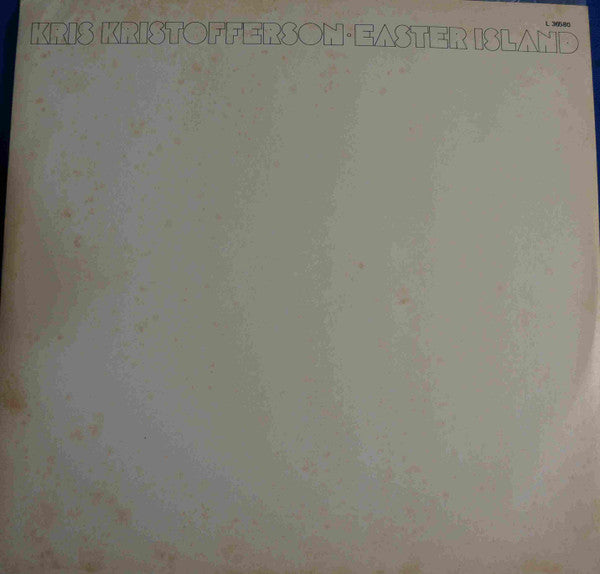 L 36580
KRIS KRISTOFFERSON · EASTER ISLAND